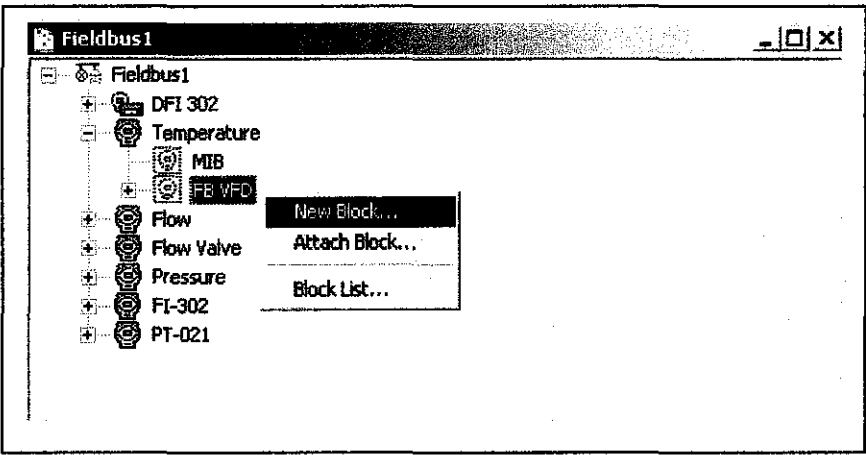 Fieldbus1
Fieldbus1
DFI 302
Temperature
MIB
FB VFD
New Block...
Flow
Attach Block...
Flow Valve
Pressure
Block List...
FI-302
PT-021